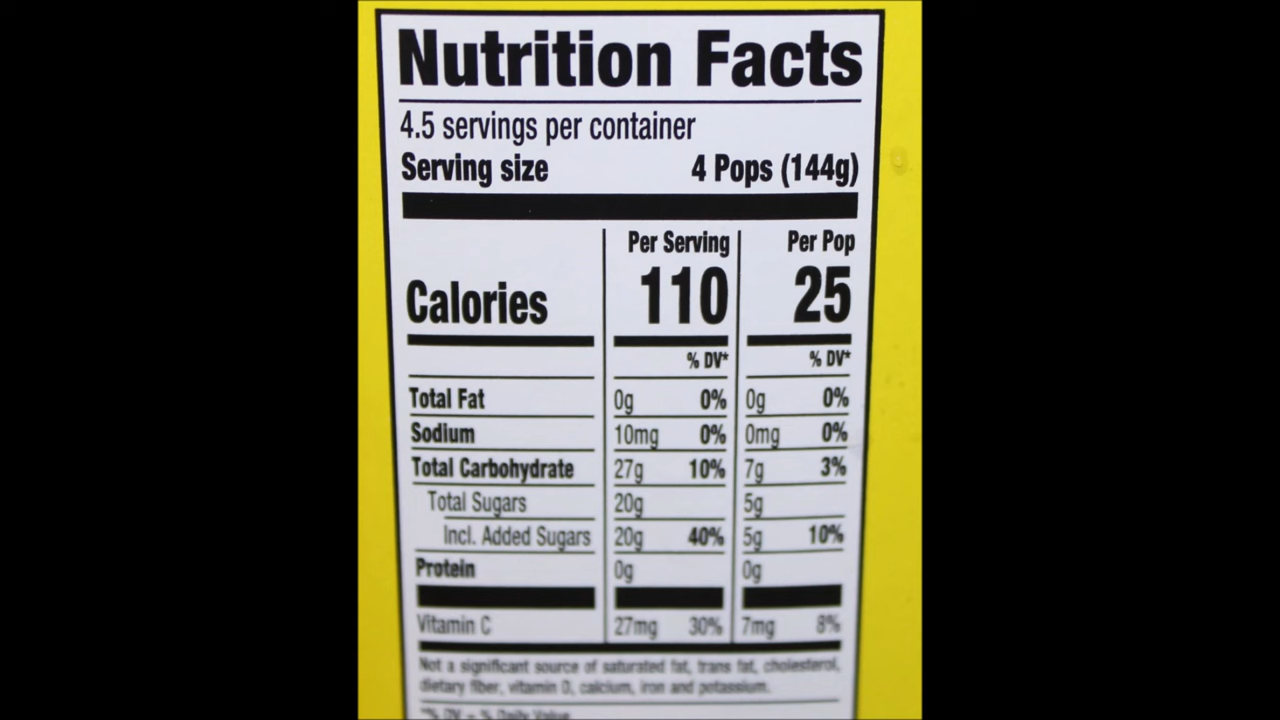 Nutrition Facts
4.5 servings per container
Serving size 4 Pops (144g)
Per Serving Per Pop
Calories 110 25
% DV* % DV*
Total Fat 0g 0% 0g 0%
Sodium 10mg 0% 0mg 0%
Total Carbohydrate 27g 10% 7g 3%
Total Sugars 20g 5g
Incl. Added Sugars 20g 40% 5g 10%
Protein 0g 0g
Vitamin C 27mg 30% 7mg 8%
Not a significant source of saturated fat, trans fat, cholesterol,
dietary fiber, vitamin D, calcium, iron and potassium.
*% DV = % Daily Value